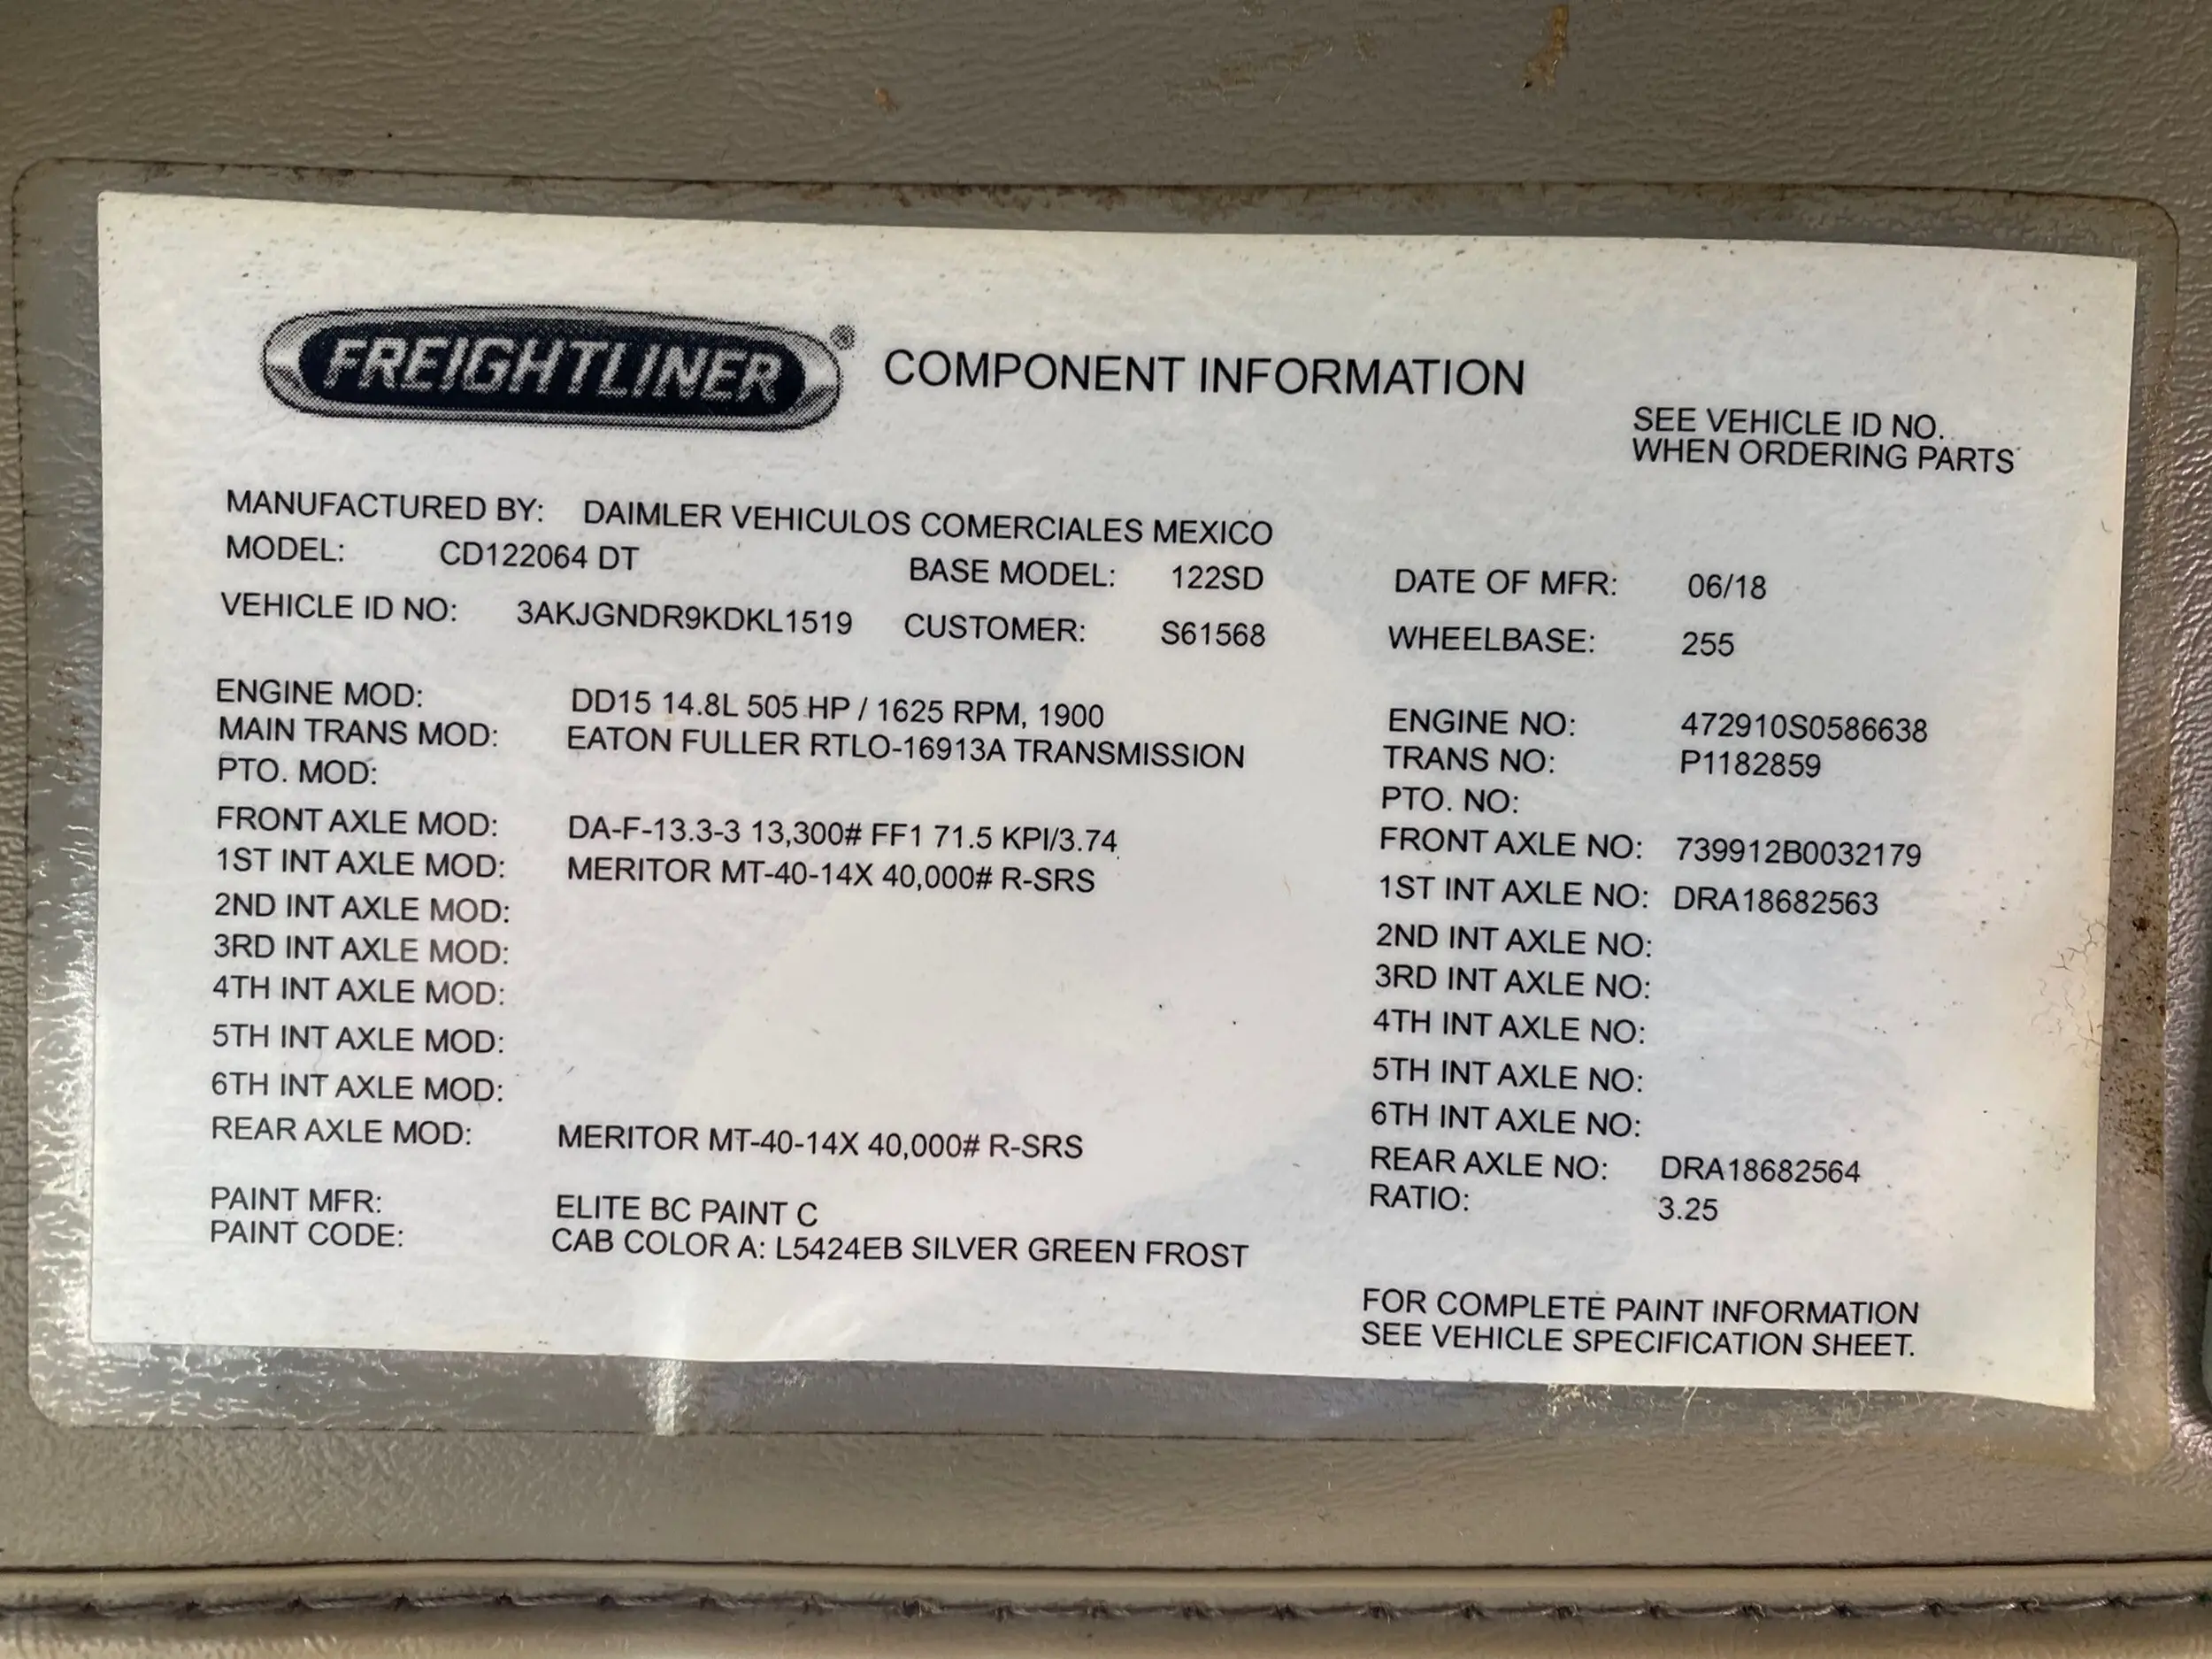 FREIGHTLINER® COMPONENT INFORMATION
SEE VEHICLE ID NO.
WHEN ORDERING PARTS
MANUFACTURED BY: DAIMLER VEHICULOS COMERCIALES MEXICO
MODEL: CD122064 DT BASE MODEL: 122SD DATE OF MFR: 06/18
VEHICLE ID NO: 3AKJGNDR9KDKL1519 CUSTOMER: S61568 WHEELBASE: 255
ENGINE MOD: DD15 14.8L 505 HP / 1625 RPM, 1900 ENGINE NO: 472910S0586638
MAIN TRANS MOD: EATON FULLER RTLO-16913A TRANSMISSION TRANS NO: P1182859
PTO. MOD: PTO. NO:
FRONT AXLE MOD: DA-F-13.3-3 13,300# FF1 71.5 KPI/3.74 FRONT AXLE NO: 739912B0032179
1ST INT AXLE MOD: MERITOR MT-40-14X 40,000# R-SRS 1ST INT AXLE NO: DRA18682563
2ND INT AXLE MOD: 2ND INT AXLE NO:
3RD INT AXLE MOD: 3RD INT AXLE NO:
4TH INT AXLE MOD: 4TH INT AXLE NO:
5TH INT AXLE MOD: 5TH INT AXLE NO:
6TH INT AXLE MOD: 6TH INT AXLE NO:
REAR AXLE MOD: MERITOR MT-40-14X 40,000# R-SRS REAR AXLE NO: DRA18682564
RATIO: 3.25
PAINT MFR: ELITE BC PAINT C
PAINT CODE: CAB COLOR A: L5424EB SILVER GREEN FROST
FOR COMPLETE PAINT INFORMATION
SEE VEHICLE SPECIFICATION SHEET.